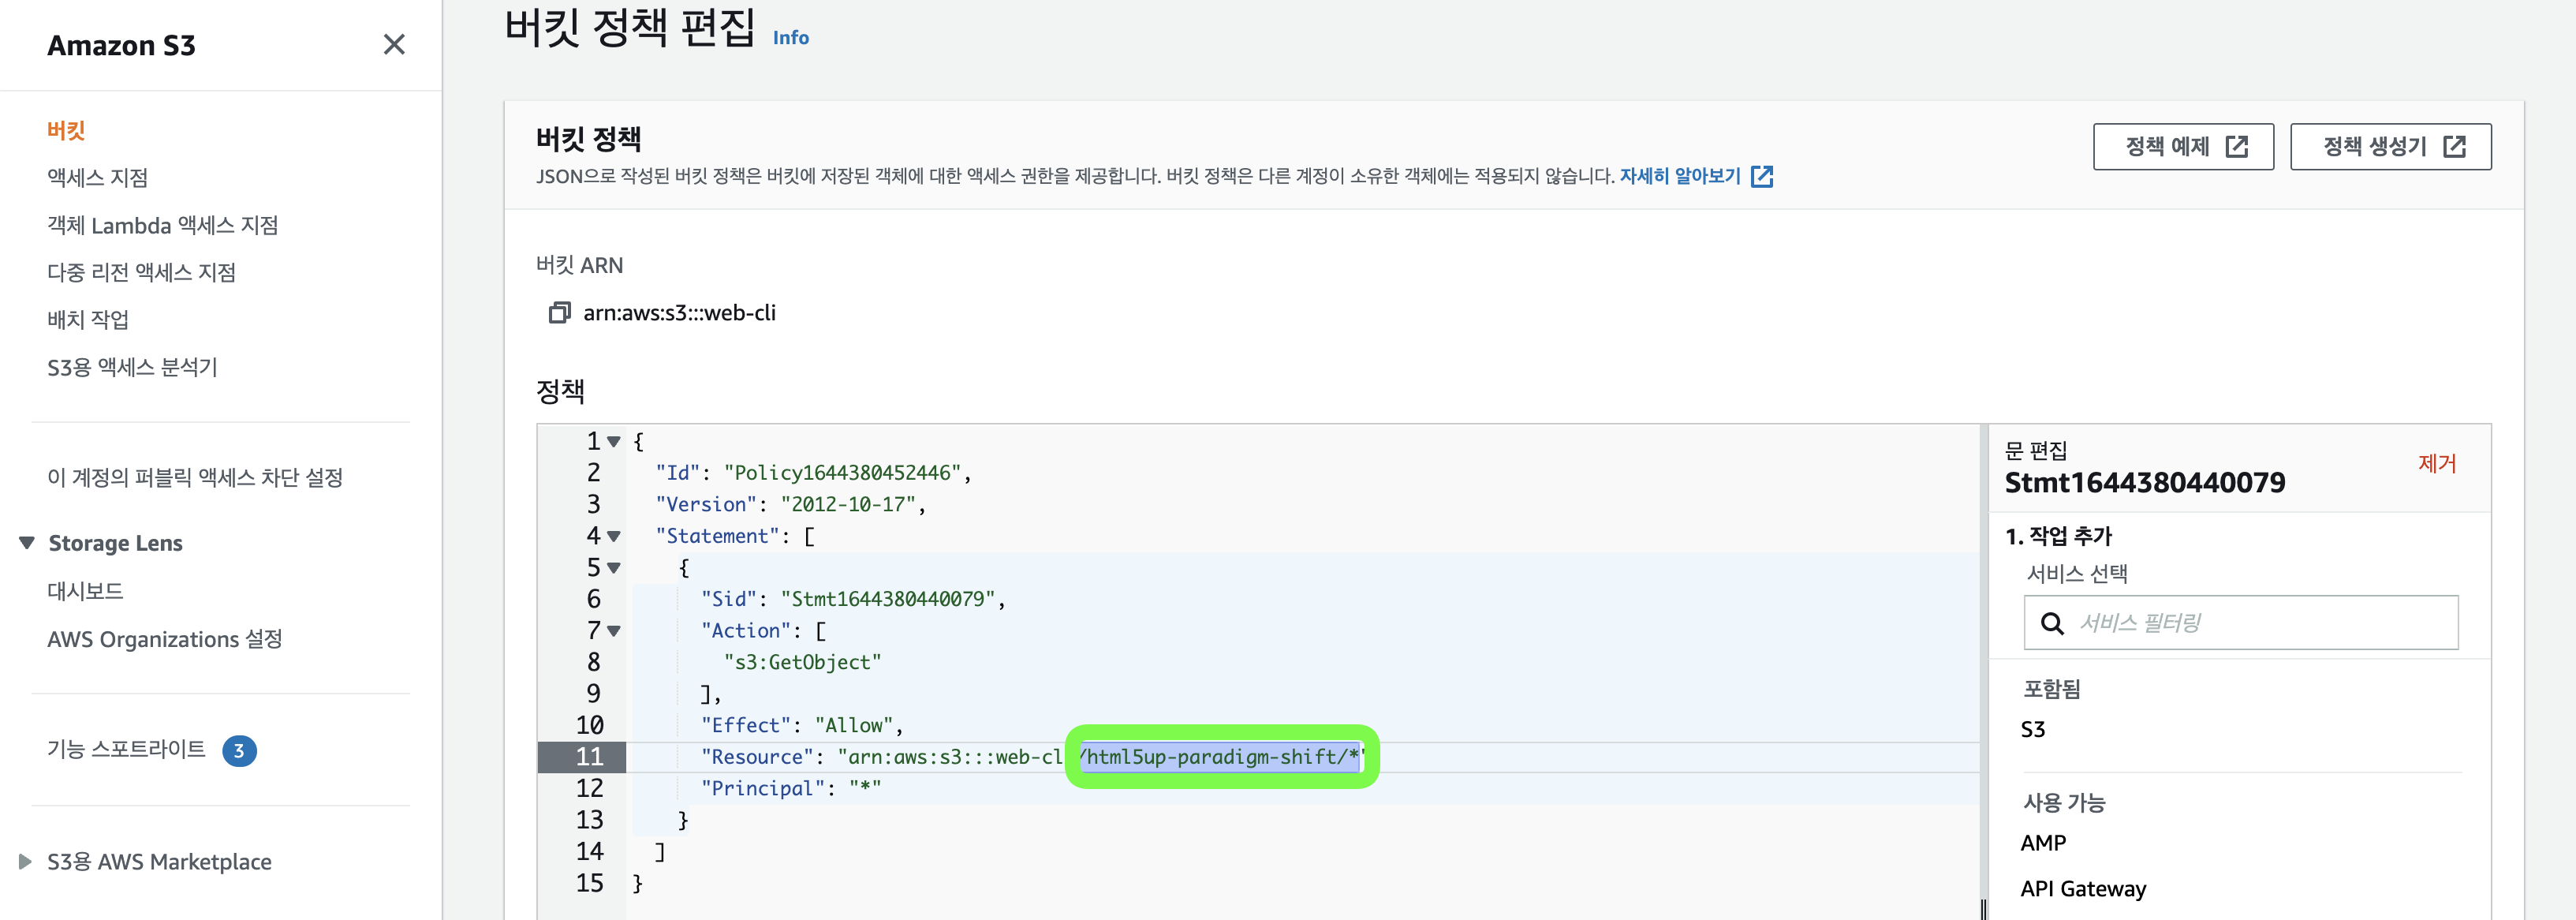 Amazon S3
버킷
액세스 지점
객체 Lambda 액세스 지점
다중 리전 액세스 지점
배치 작업
S3용 액세스 분석기
이 계정의 퍼블릭 액세스 차단 설정
Storage Lens
대시보드
AWS Organizations 설정
기능 스포트라이트 3
S3용 AWS Marketplace
버킷 정책 편집 Info
버킷 정책
JSON으로 작성된 버킷 정책은 버킷에 저장된 객체에 대한 액세스 권한을 제공합니다. 버킷 정책은 다른 계정이 소유한 객체에는 적용되지 않습니다. 자세히 알아보기
정책 예제
정책 생성기
버킷 ARN
arn:aws:s3:::web-cli
정책
1 {
2 "Id": "Policy1644380452446",
3 "Version": "2012-10-17",
4 "Statement": [
5 {
6 "Sid": "Stmt1644380440079",
7 "Action": [
8 "s3:GetObject"
9 ],
10 "Effect": "Allow",
11 "Resource": "arn:aws:s3:::web-cl/html5up-paradigm-shift/*"
12 "Principal": "*"
13 }
14 ]
15 }
문 편집
Stmt1644380440079
제거
1. 작업 추가
서비스 선택
서비스 필터링
포함됨
S3
사용 가능
AMP
API Gateway